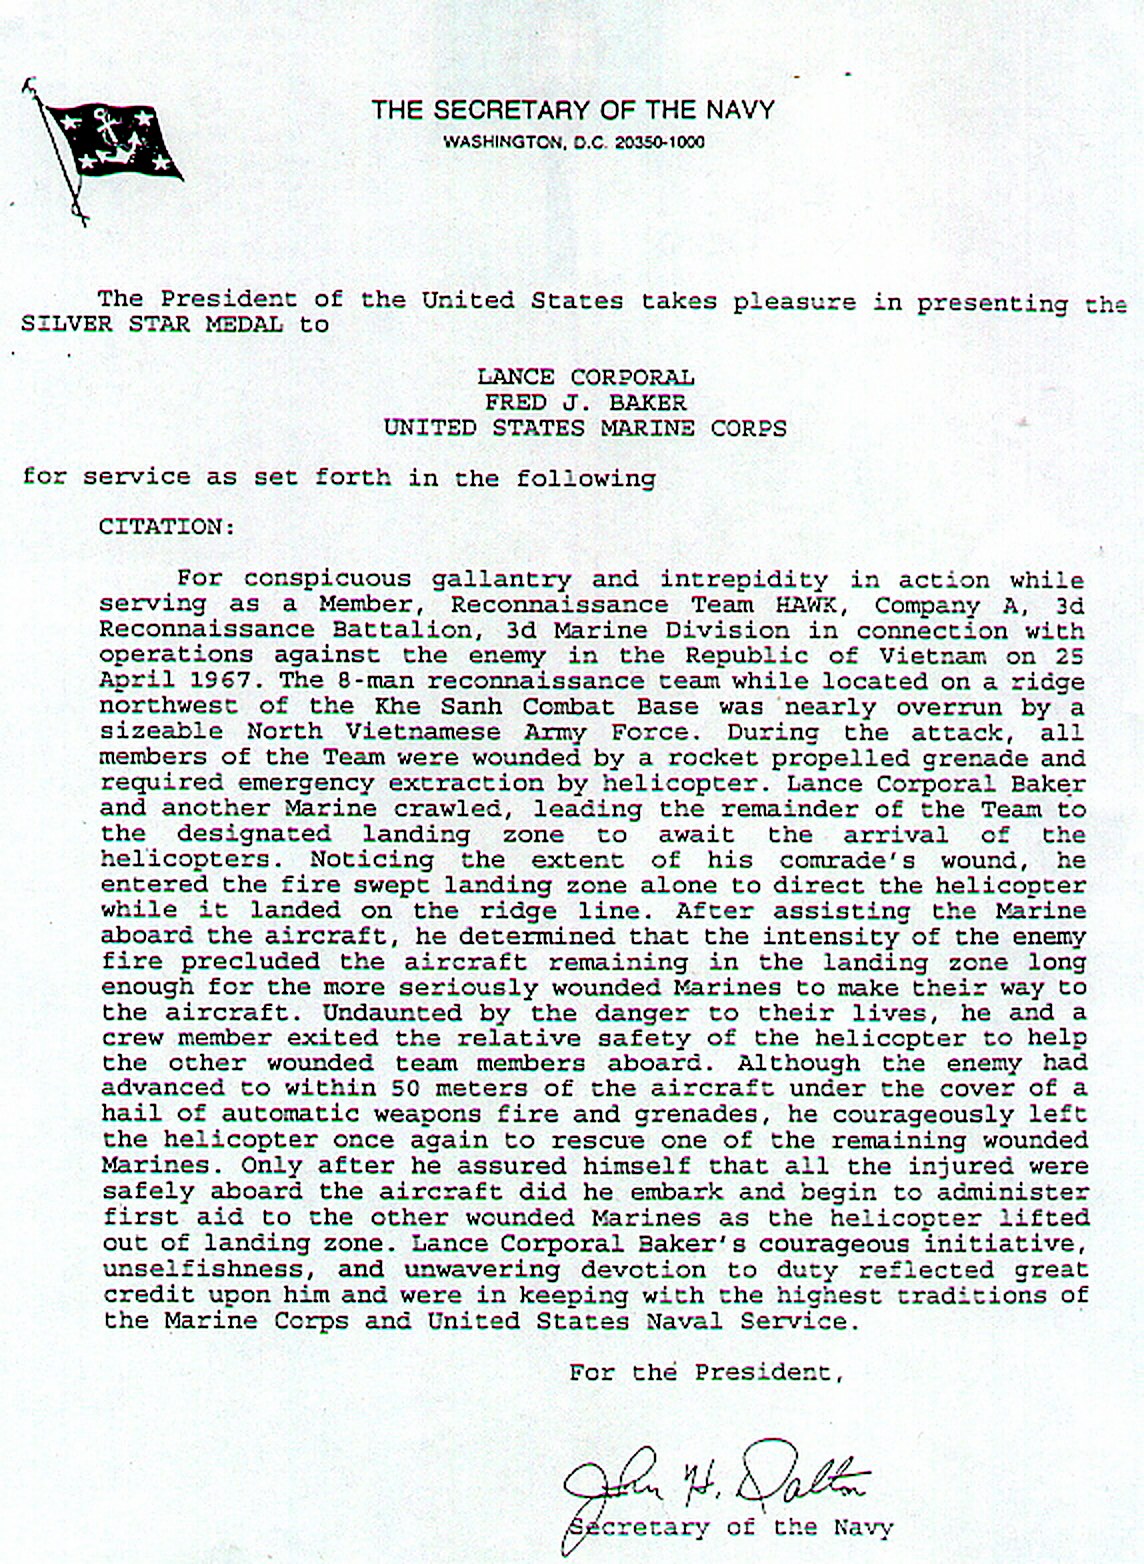 THE SECRETARY OF THE NAVY
WASHINGTON, D.C. 20350-1000
The President of the United States takes pleasure in presenting the
SILVER STAR MEDAL to
LANCE CORPORAL
FRED J. BAKER
UNITED STATES MARINE CORPS
for service as set forth in the following
CITATION:
For conspicuous gallantry and intrepidity in action while
serving as a Member, Reconnaissance Team HAWK, Company A, 3d
Reconnaissance Battalion, 3d Marine Division in connection with
operations against the enemy in the Republic of Vietnam on 25
April 1967. The 8-man reconnaissance team while located on a ridge
northwest of the Khe Sanh Combat Base was nearly overrun by a
sizeable North Vietnamese Army Force. During the attack, all
members of the Team were wounded by a rocket propelled grenade and
required emergency extraction by helicopter. Lance Corporal Baker
and another Marine crawled, leading the remainder of the Team to
the designated landing zone to await the arrival of the
helicopters. Noticing the extent of his comrade's wound, he
entered the fire swept landing zone alone to direct the helicopter
while it landed on the ridge line. After assisting the Marine
aboard the aircraft, he determined that the intensity of the enemy
fire precluded the aircraft remaining in the landing zone long
enough for the more seriously wounded Marines to make their way to
the aircraft. Undaunted by the danger to their lives, he and a
crew member exited the relative safety of the helicopter to help
the other wounded team members aboard. Although the enemy had
advanced to within 50 meters of the aircraft under the cover of a
hail of automatic weapons fire and grenades, he courageously left
the helicopter once again to rescue one of the remaining wounded
Marines. Only after he assured himself that all the injured were
safely aboard the aircraft did he embark and begin to administer
first aid to the other wounded Marines as the helicopter lifted
out of landing zone. Lance Corporal Baker's courageous initiative,
unselfishness, and unwavering devotion to duty reflected great
credit upon him and were in keeping with the highest traditions of
the Marine Corps and United States Naval Service.
For the President,
John H. Dalton
Secretary of the Navy